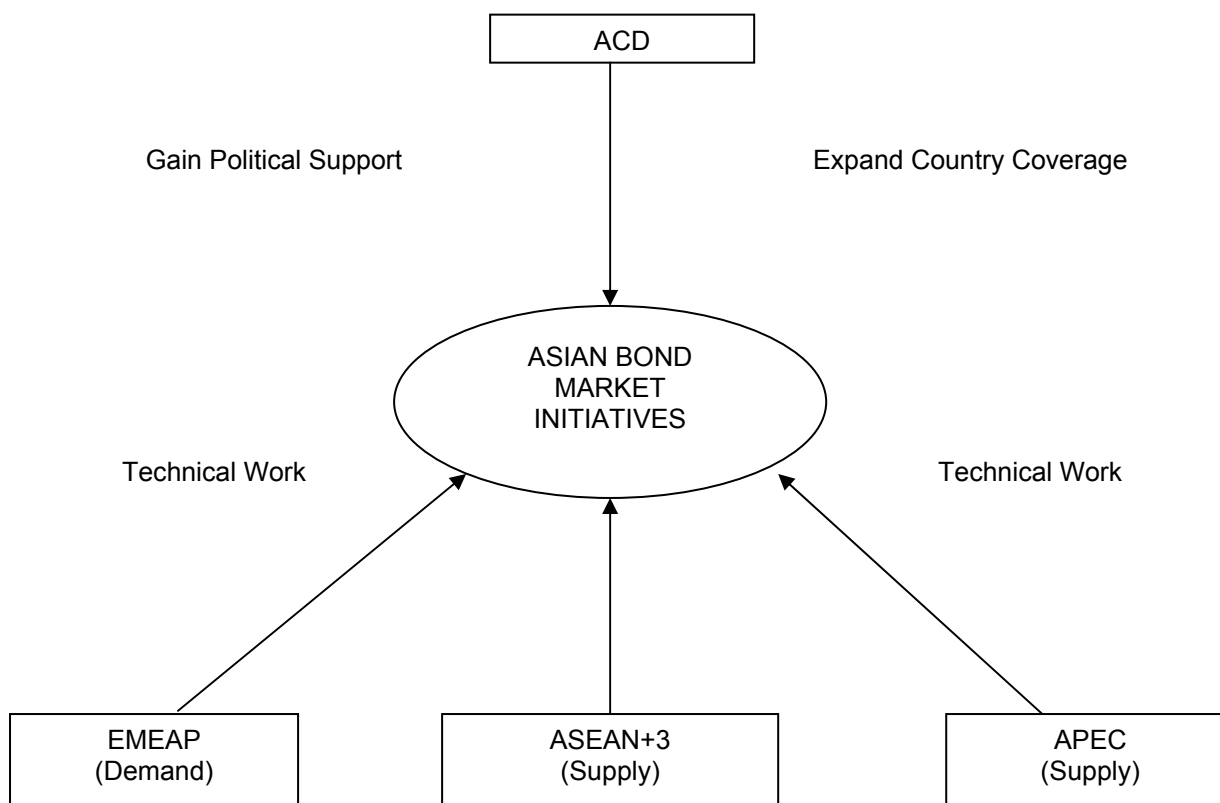 ACD
Gain Political Support
Expand Country Coverage
ASIAN BOND
MARKET
INITIATIVES
Technical Work
Technical Work
EMEAP
(Demand)
ASEAN+3
(Supply)
APEC
(Supply)